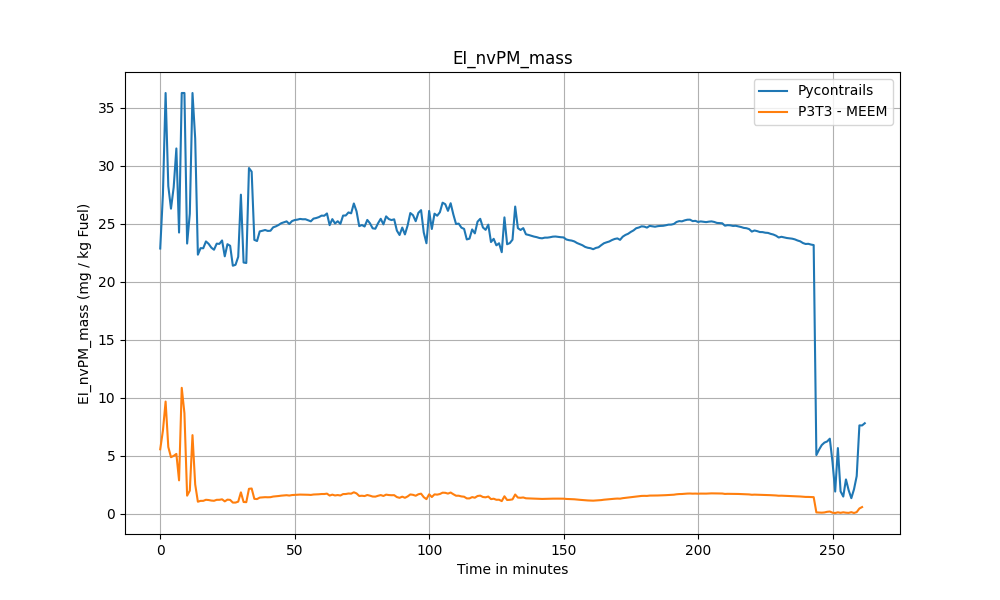 EI_nvPM_mass
Pycontrails
P3T3 - MEEM
EI_nvPM_mass (mg / kg Fuel)
35
30
25
20
15
10
5
0
0 50 100 150 200 250
Time in minutes